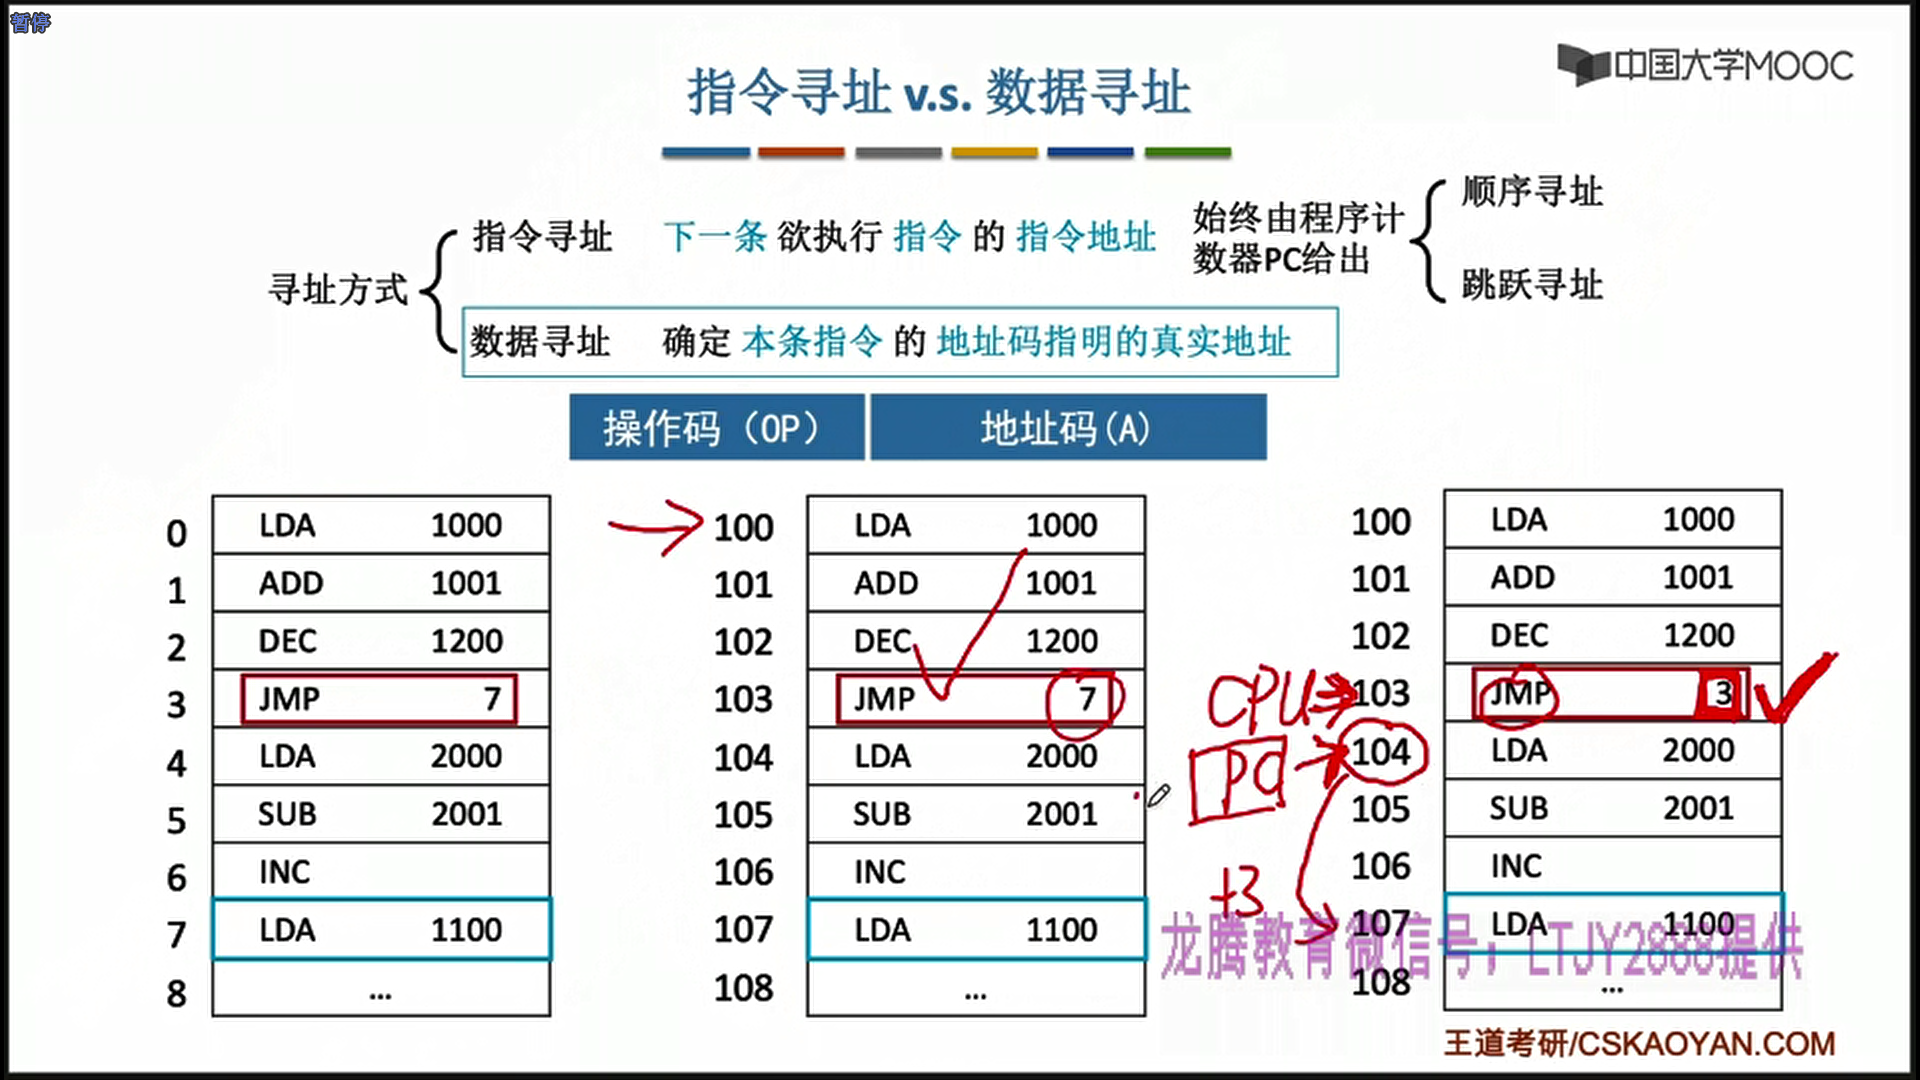 暂停
中国大学MOOC
指令寻址 v.s. 数据寻址
寻址方式
指令寻址 下一条 欲执行 指令 的 指令地址
始终由程序计
数器PC给出
顺序寻址
跳跃寻址
数据寻址 确定 本条指令 的 地址码指明的真实地址
操作码（OP） 地址码(A)
0 LDA 1000
1 ADD 1001
2 DEC 1200
3 JMP 7
4 LDA 2000
5 SUB 2001
6 INC
7 LDA 1100
8 ...
100 LDA 1000
101 ADD 1001
102 DEC 1200
103 JMP 7
104 LDA 2000
105 SUB 2001
106 INC
107 LDA 1100
108 ...
CPU
PC
+3
100 LDA 1000
101 ADD 1001
102 DEC 1200
103 JMP 3
104 LDA 2000
105 SUB 2001
106 INC
107 LDA 1100
108 ...
龙腾教育微信号：LTJY2888提供
王道考研/CSKAOYAN.COM